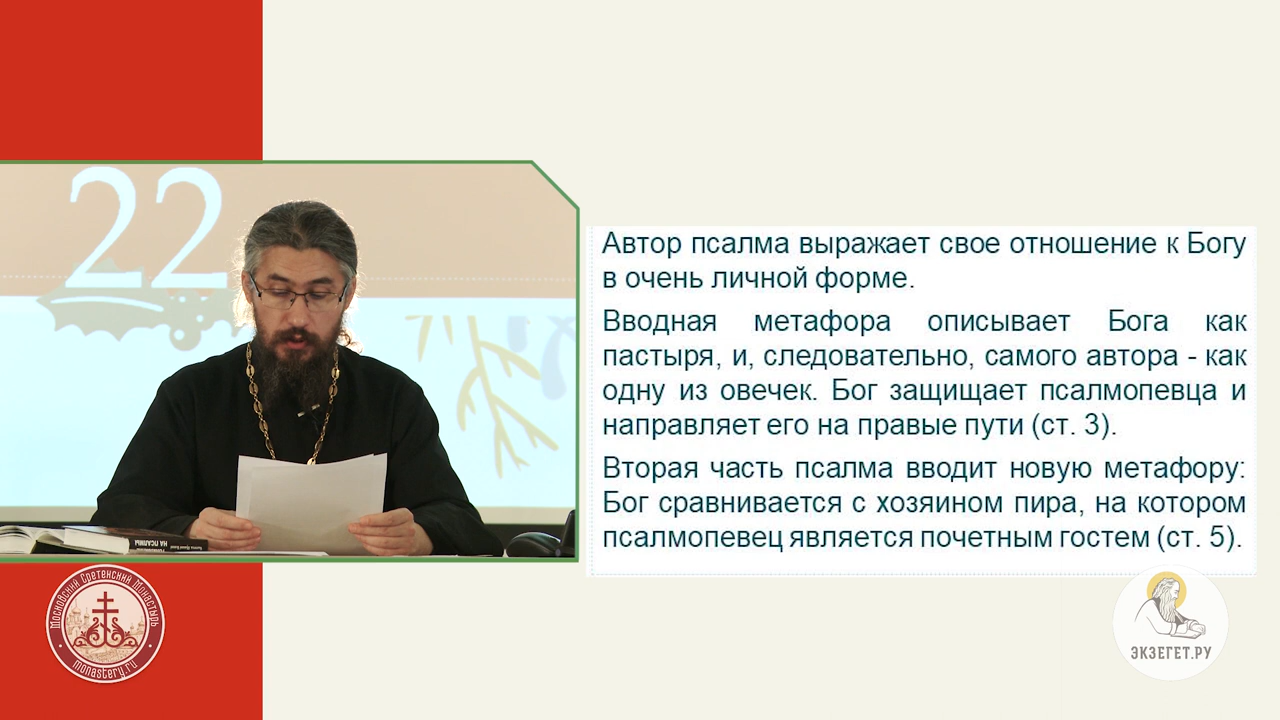 22
Автор псалма выражает свое отношение к Богу
в очень личной форме.
Вводная метафора описывает Бога как
пастыря, и, следовательно, самого автора - как
одну из овечек. Бог защищает псалмопевца и
направляет его на правые пути (ст. 3).
Вторая часть псалма вводит новую метафору:
Бог сравнивается с хозяином пира, на котором
псалмопевец является почетным гостем (ст. 5).
НА ПСАЛМЫ
Московский Сретенский Монастырь
monastery.ru
ЭКЗЕГЕТ.РУ